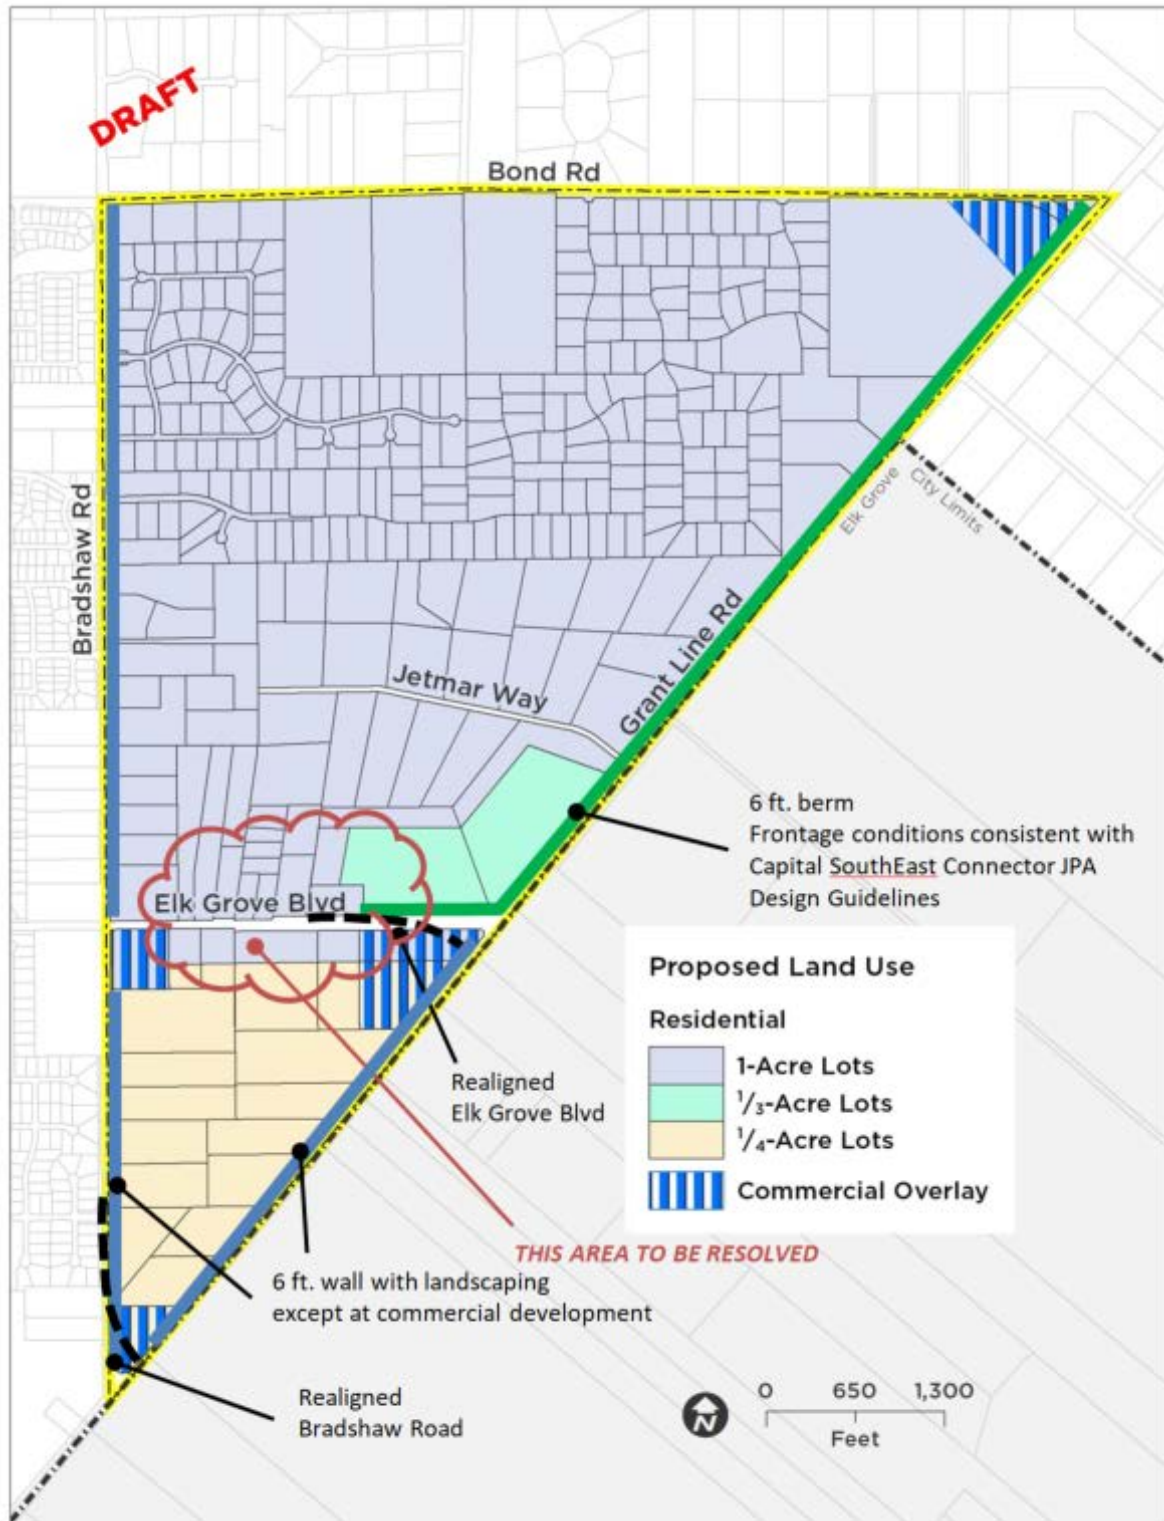 DRAFT
Bond Rd
Bradshaw Rd
Elk Grove
City Limits
Grant Line Rd
Jetmar Way
6 ft. berm
Frontage conditions consistent with
Capital SouthEast Connector JPA
Design Guidelines
Elk Grove Blvd
Proposed Land Use
Residential
1-Acre Lots
1/3-Acre Lots
1/4-Acre Lots
Commercial Overlay
Realigned
Elk Grove Blvd
THIS AREA TO BE RESOLVED
6 ft. wall with landscaping
except at commercial development
Realigned
Bradshaw Road
N
0 650 1,300
Feet